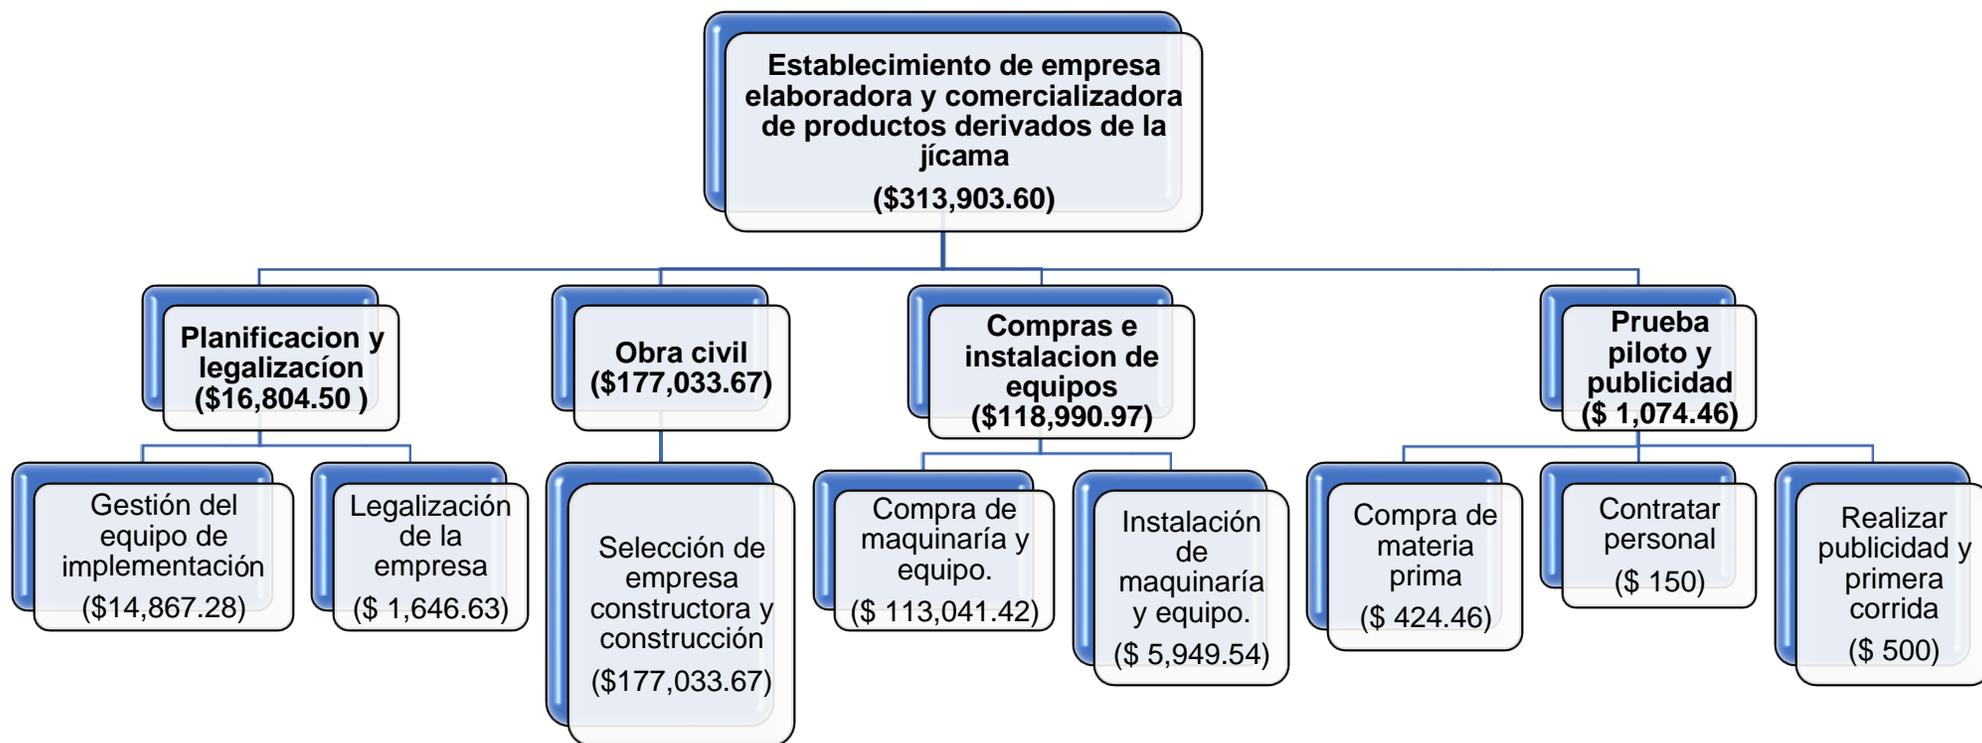 Establecimiento de empresa
elaboradora y comercializadora
de productos derivados de la
jícama
($313,903.60)
Planificacion y
legalizacíon
($16,804.50 )
Obra civil
($177,033.67)
Compras e
instalacion de
equipos
($118,990.97)
Prueba
piloto y
publicidad
($ 1,074.46)
Gestión del
equipo de
implementación
($14,867.28)
Legalización
de la
empresa
($ 1,646.63)
Selección de
empresa
constructora y
construcción
($177,033.67)
Compra de
maquinaría y
equipo.
($ 113,041.42)
Instalación
de
maquinaría
y equipo.
($ 5,949.54)
Compra de
materia
prima
($ 424.46)
Contratar
personal
($ 150)
Realizar
publicidad y
primera
corrida
($ 500)